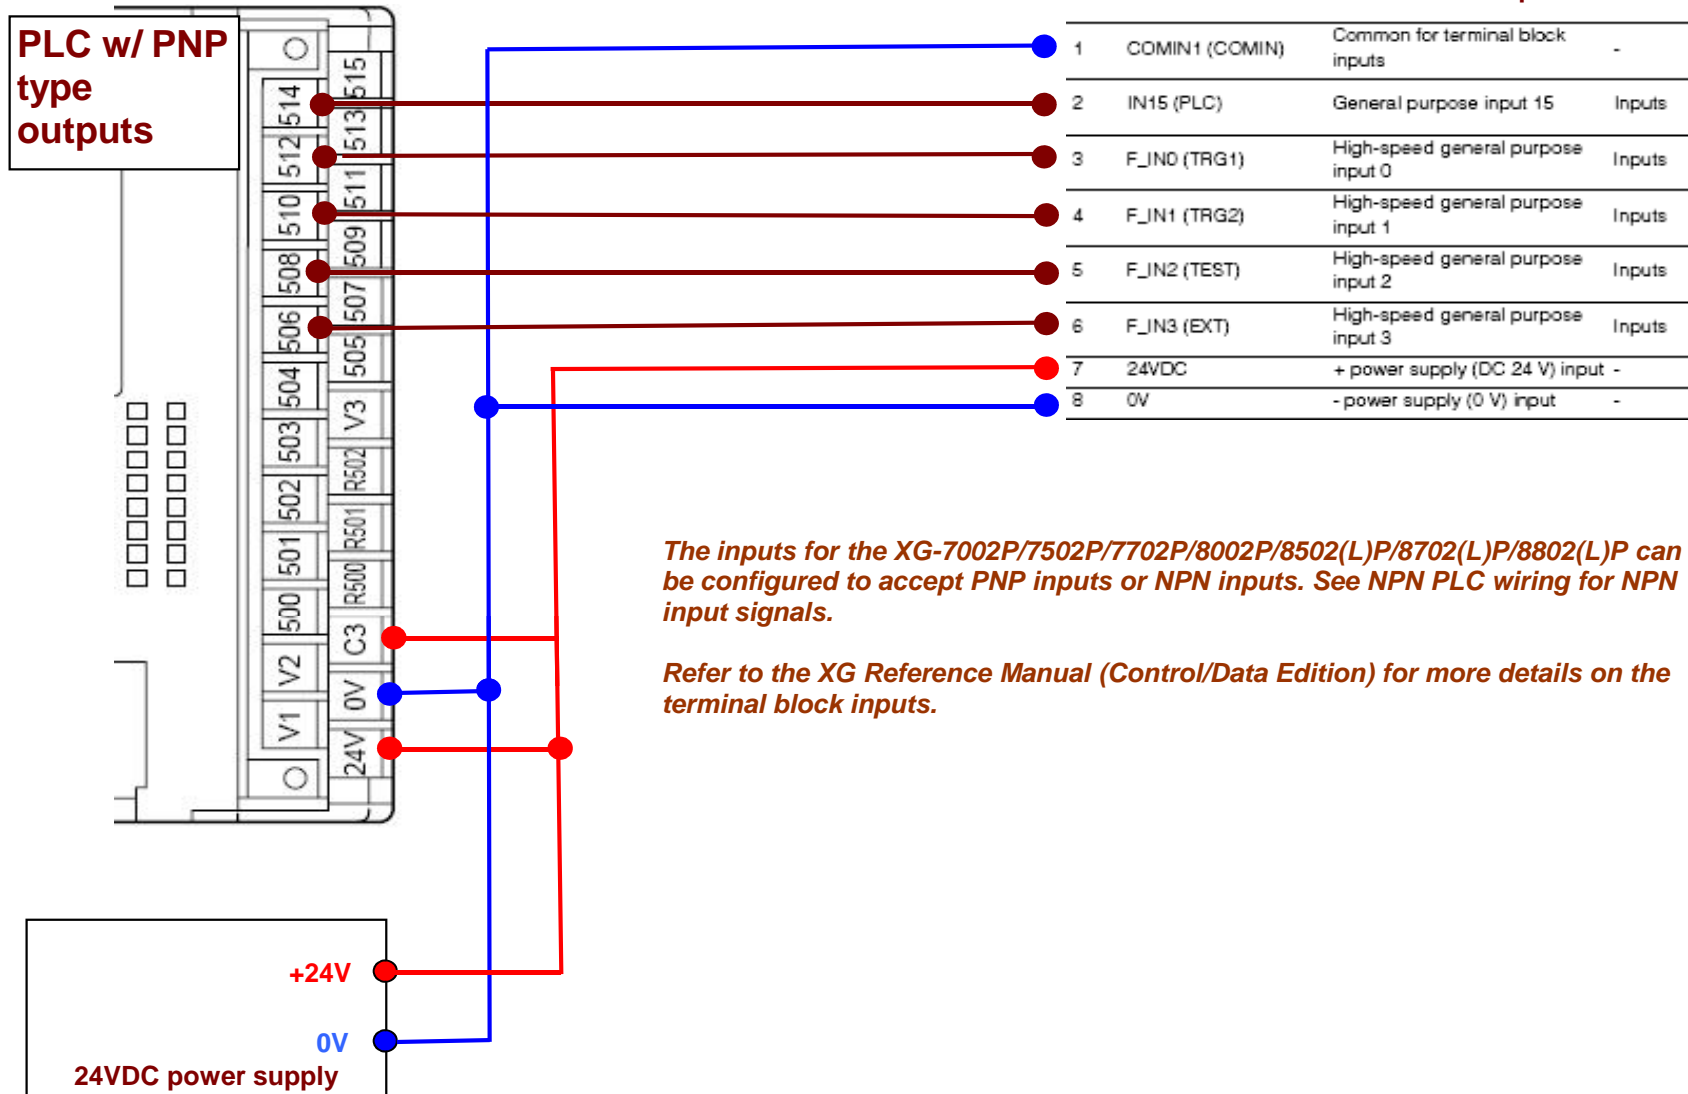 PLC w/ PNP
type
outputs
515
514
513
512
511
510
509
508
507
506
505
504
V3
503
R502
502
R501
501
R500
500
C3
V2
0V
V1
24V
1 COMIN1 (COMIN) Common for terminal block inputs -
2 IN15 (PLC) General purpose input 15 Inputs
3 F_IN0 (TRG1) High-speed general purpose input 0 Inputs
4 F_IN1 (TRG2) High-speed general purpose input 1 Inputs
5 F_IN2 (TEST) High-speed general purpose input 2 Inputs
6 F_IN3 (EXT) High-speed general purpose input 3 Inputs
7 24VDC + power supply (DC 24 V) input -
8 0V - power supply (0 V) input -
The inputs for the XG-7002P/7502P/7702P/8002P/8502(L)P/8702(L)P/8802(L)P can
be configured to accept PNP inputs or NPN inputs. See NPN PLC wiring for NPN
input signals.
Refer to the XG Reference Manual (Control/Data Edition) for more details on the
terminal block inputs.
+24V
0V
24VDC power supply